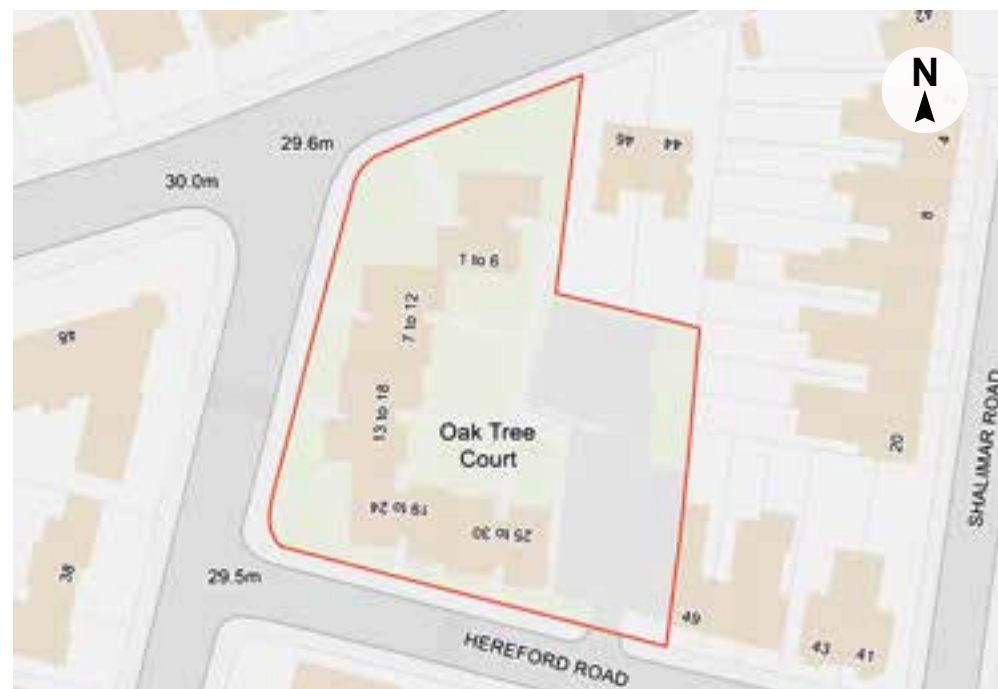 42
N
29.6m
46
44
4
30.0m
8
1 to 6
7 to 12
13 to 18
Oak Tree
Court
20
SHALIMAR ROAD
19 to 24
25 to 30
38
29.5m
49
HEREFORD ROAD
43
41